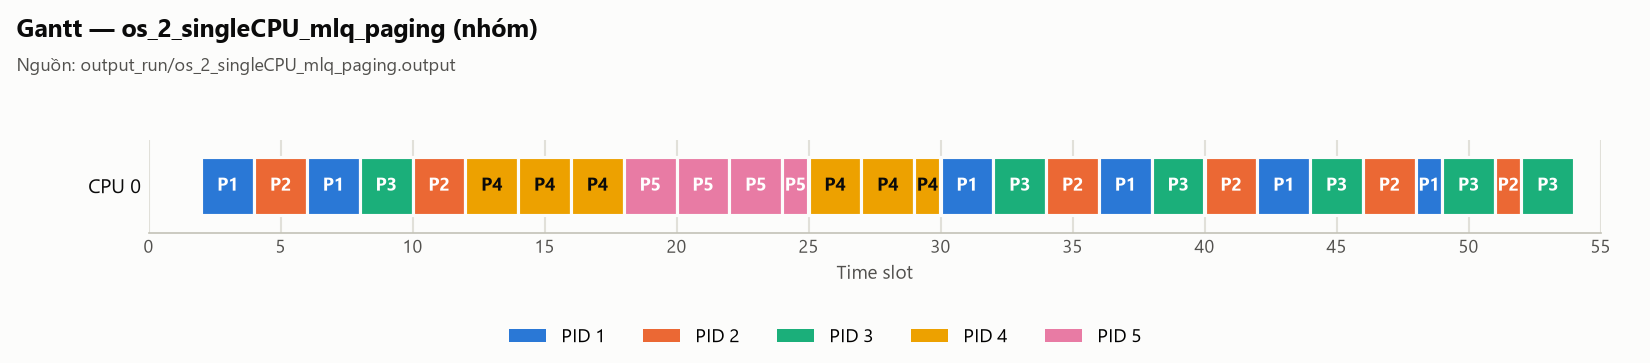 Gantt — os_2_singleCPU_mlq_paging (nhóm)
Nguồn: output_run/os_2_singleCPU_mlq_paging.output
CPU 0 P1 P2 P1 P3 P2 P4 P4 P4 P5 P5 P5 P5 P4 P4 P4 P1 P3 P2 P1 P3 P2 P1 P3 P2 P1 P3 P2 P3
0 5 10 15 20 25 30 35 40 45 50 55
Time slot
PID 1 PID 2 PID 3 PID 4 PID 5